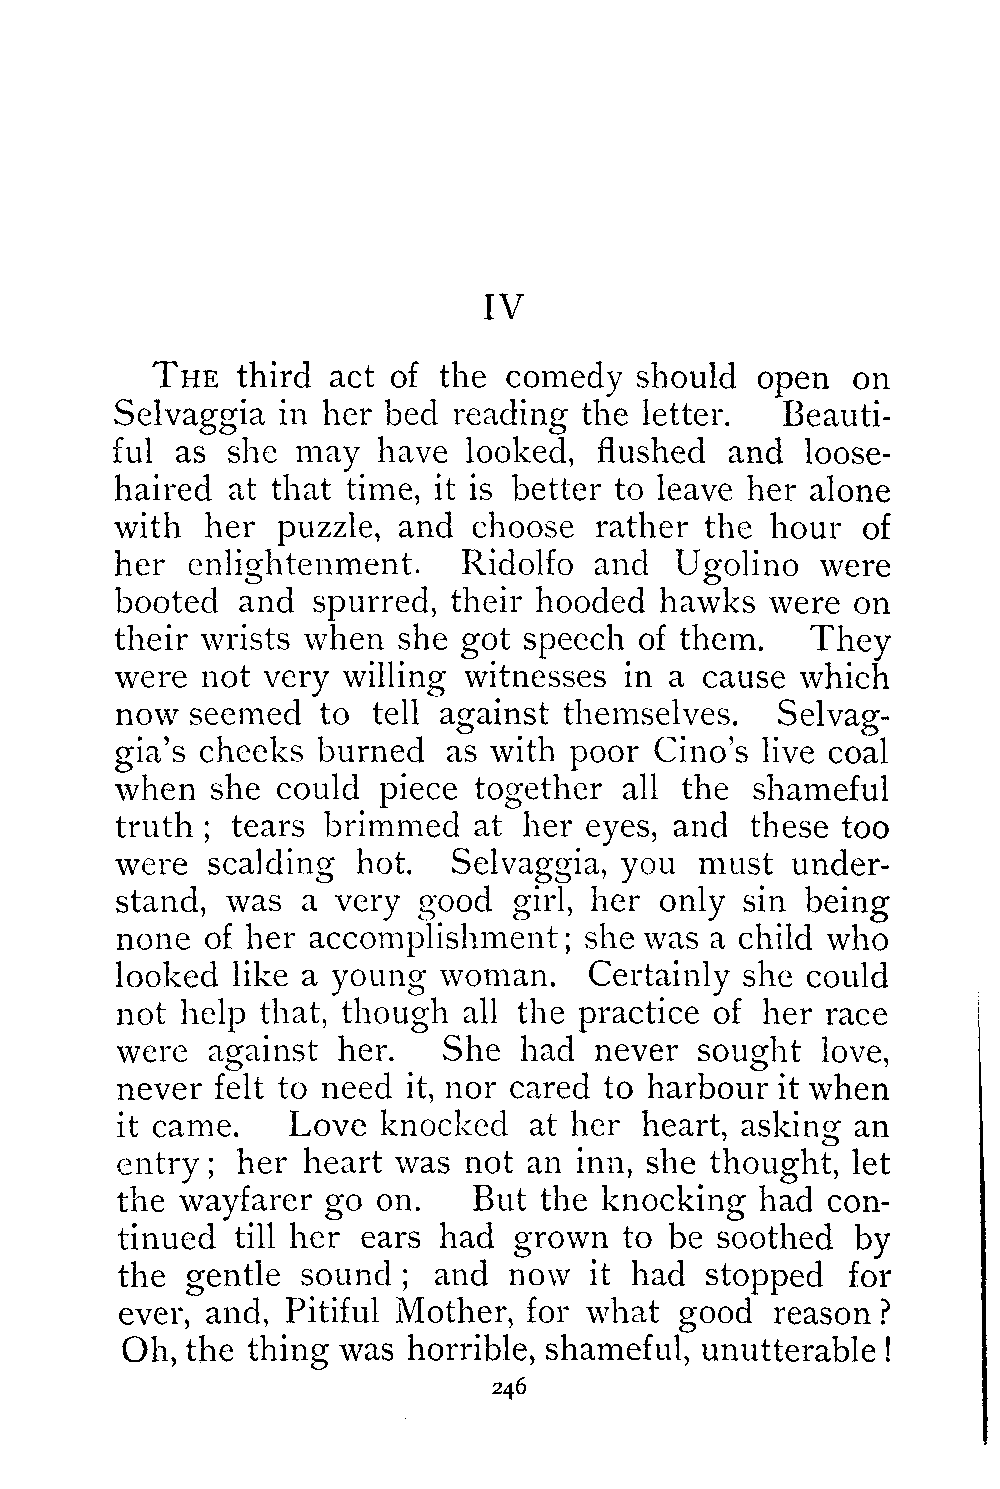 IV
THE third act of the comedy should open on
Selvaggia in her bed reading the letter. Beauti-
ful as she may have looked, flushed and loose-
haired at that time, it is better to leave her alone
with her puzzle, and choose rather the hour of
her enlightenment. Ridolfo and Ugolino were
booted and spurred, their hooded hawks were on
their wrists when she got speech of them. They
were not very willing witnesses in a cause which
now seemed to tell against themselves. Selvag-
gia's cheeks burned as with poor Cino's live coal
when she could piece together all the shameful
truth ; tears brimmed at her eyes, and these too
were scalding hot. Selvaggia, you must under-
stand, was a very good girl, her only sin being
none of her accomplishment ; she was a child who
looked like a young woman. Certainly she could
not help that, though all the practice of her race
were against her. She had never sought love,
never felt to need it, nor cared to harbour it when
it came. Love knocked at her heart, asking an
entry ; her heart was not an inn, she thought, let
the wayfarer go on. But the knocking had con-
tinued till her ears had grown to be soothed by
the gentle sound ; and now it had stopped for
ever, and, Pitiful Mother, for what good reason ?
Oh, the thing was horrible, shameful, unutterable !
246